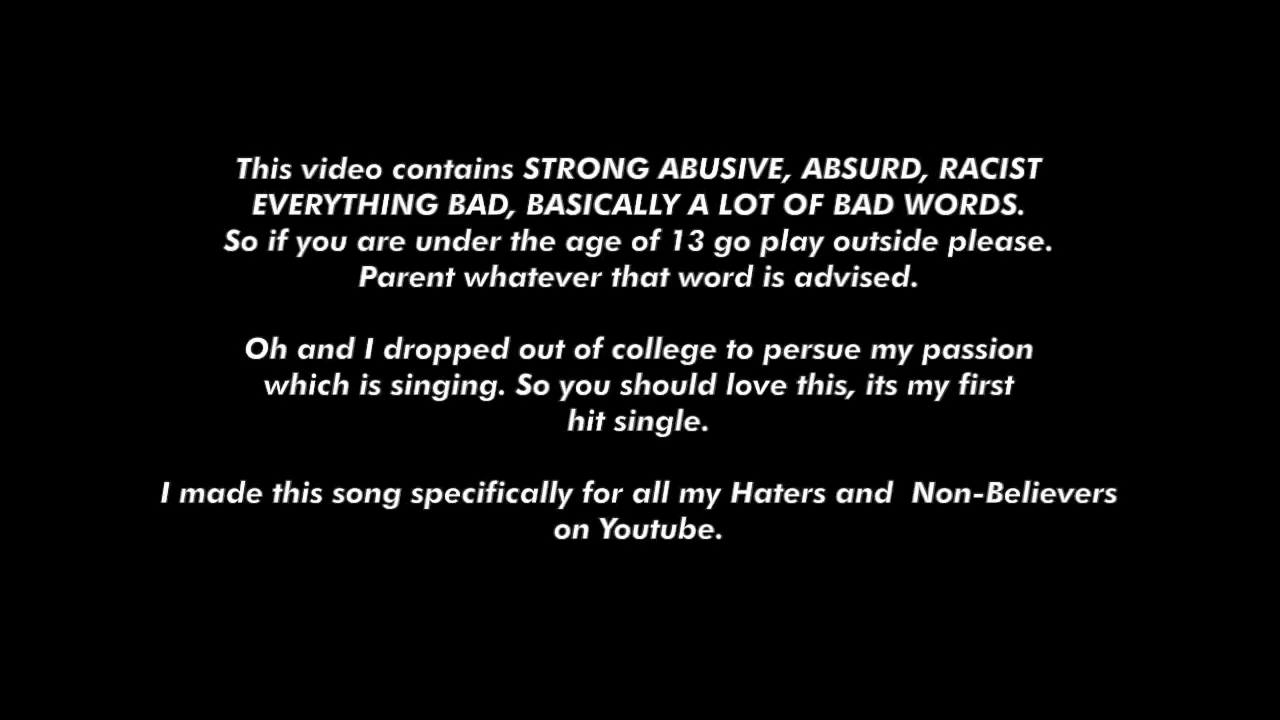 This video contains STRONG ABUSIVE, ABSURD, RACIST
EVERYTHING BAD, BASICALLY A LOT OF BAD WORDS.
So if you are under the age of 13 go play outside please.
Parent whatever that word is advised.
Oh and I dropped out of college to persue my passion
which is singing. So you should love this, its my first
hit single.
I made this song specifically for all my Haters and  Non-Believers
on Youtube.